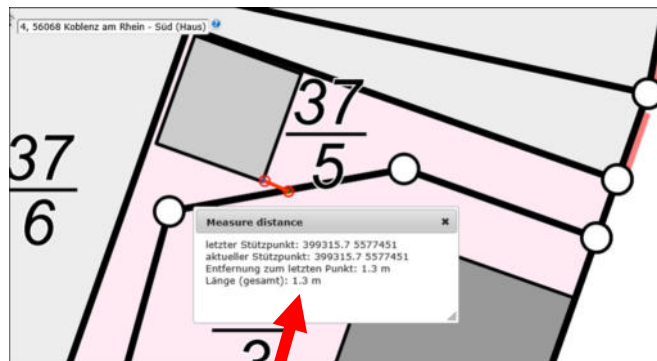 4, 56068 Koblenz am Rhein - Süd (Haus)
37
5
37
6
Measure distance
letzter Stützpunkt: 399315.7 5577451
aktueller Stützpunkt: 399315.7 5577451
Entfernung zum letzten Punkt: 1.3 m
Länge (gesamt): 1.3 m